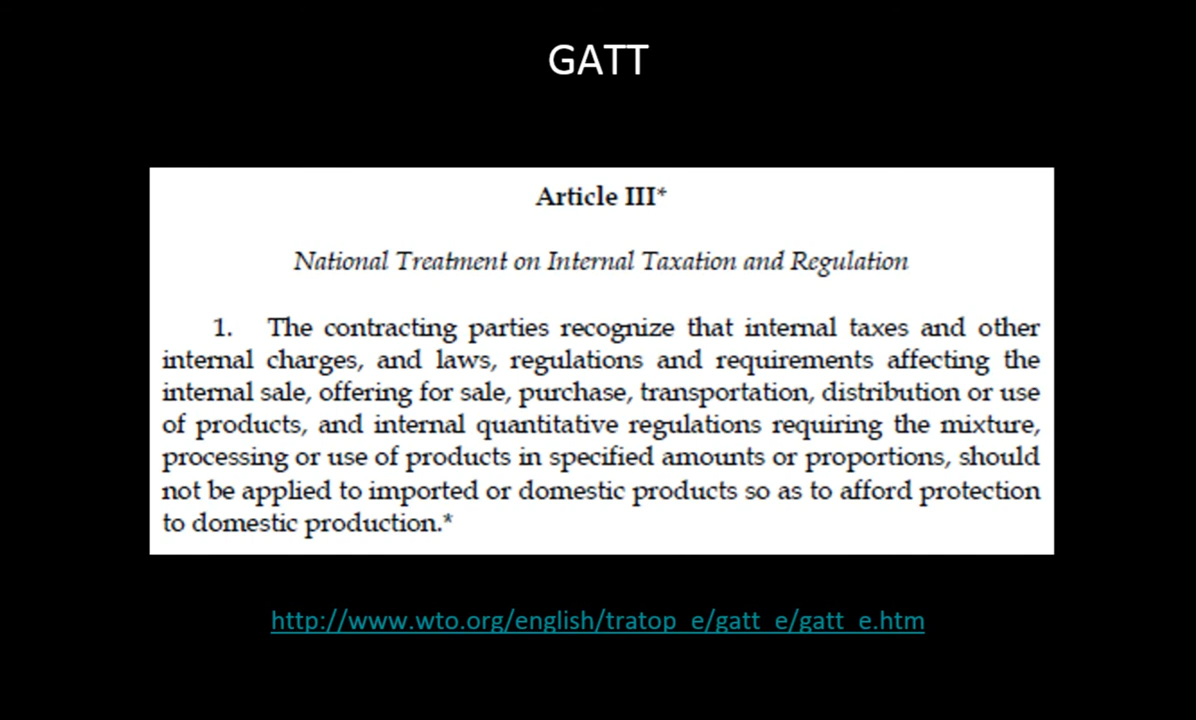 GATT
Article III*
National Treatment on Internal Taxation and Regulation
1. The contracting parties recognize that internal taxes and other
internal charges, and laws, regulations and requirements affecting the
internal sale, offering for sale, purchase, transportation, distribution or use
of products, and internal quantitative regulations requiring the mixture,
processing or use of products in specified amounts or proportions, should
not be applied to imported or domestic products so as to afford protection
to domestic production.*
http://www.wto.org/english/tratop_e/gatt_e/gatt_e.htm